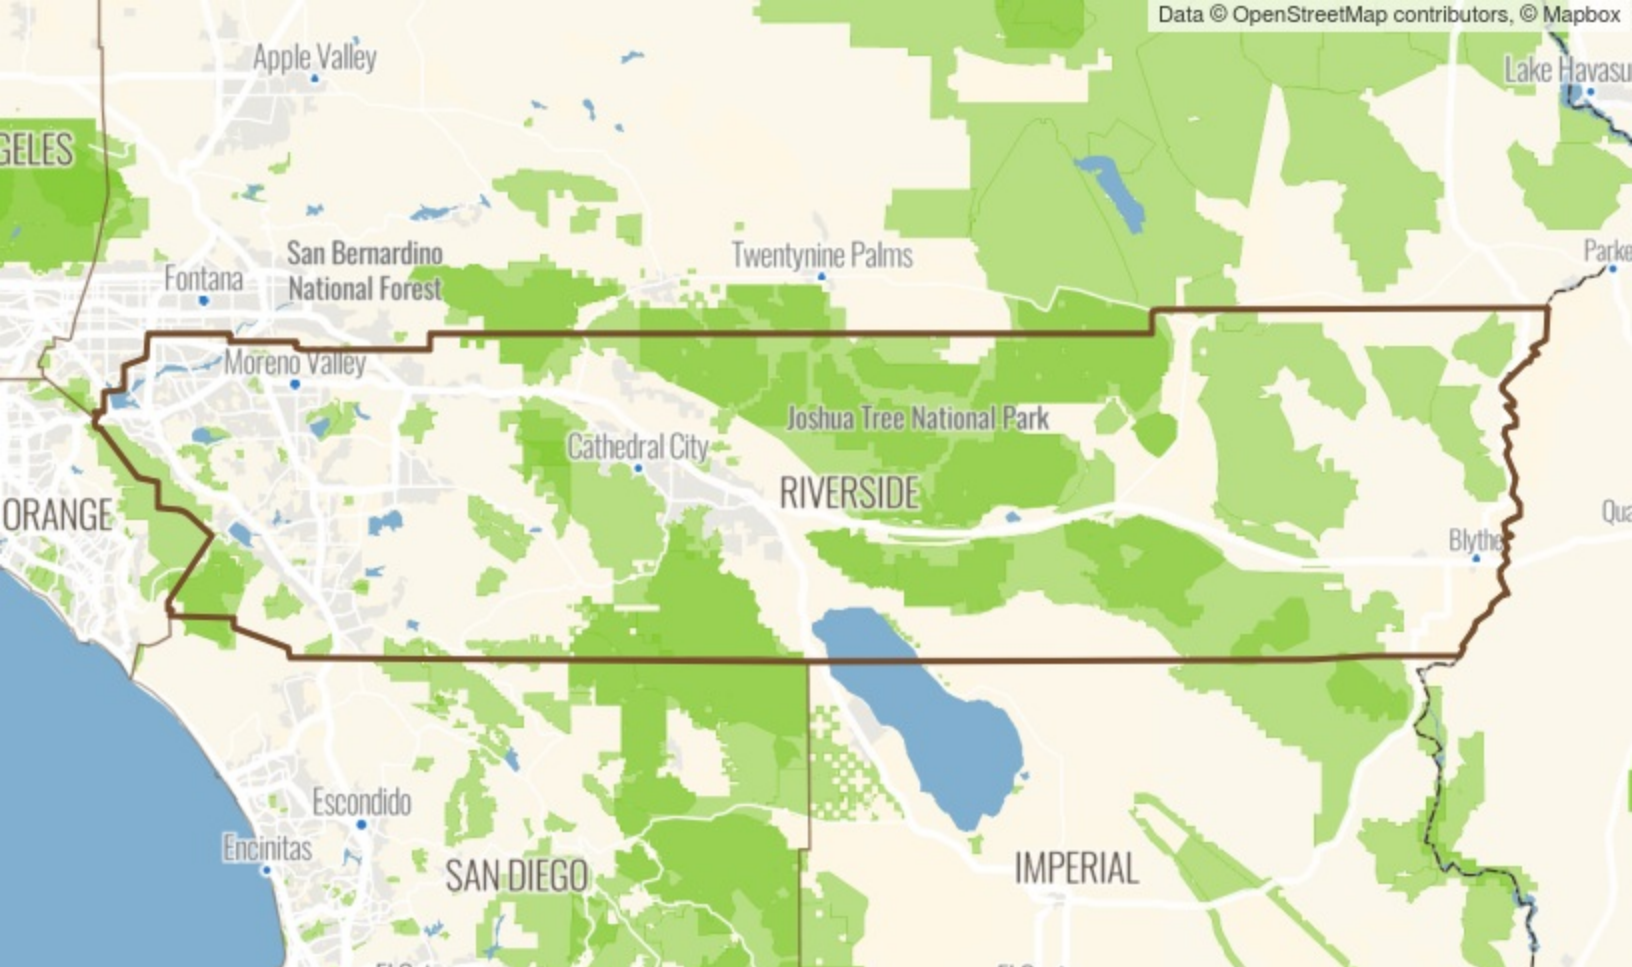 Data © OpenStreetMap contributors, © Mapbox
Apple Valley
Lake Havasu
GELES
San Bernardino
National Forest
Twentynine Palms
Parke
Fontana
Moreno Valley
Joshua Tree National Park
Cathedral City
RIVERSIDE
ORANGE
Qua
Blythe
Escondido
Encinitas
SAN DIEGO
IMPERIAL